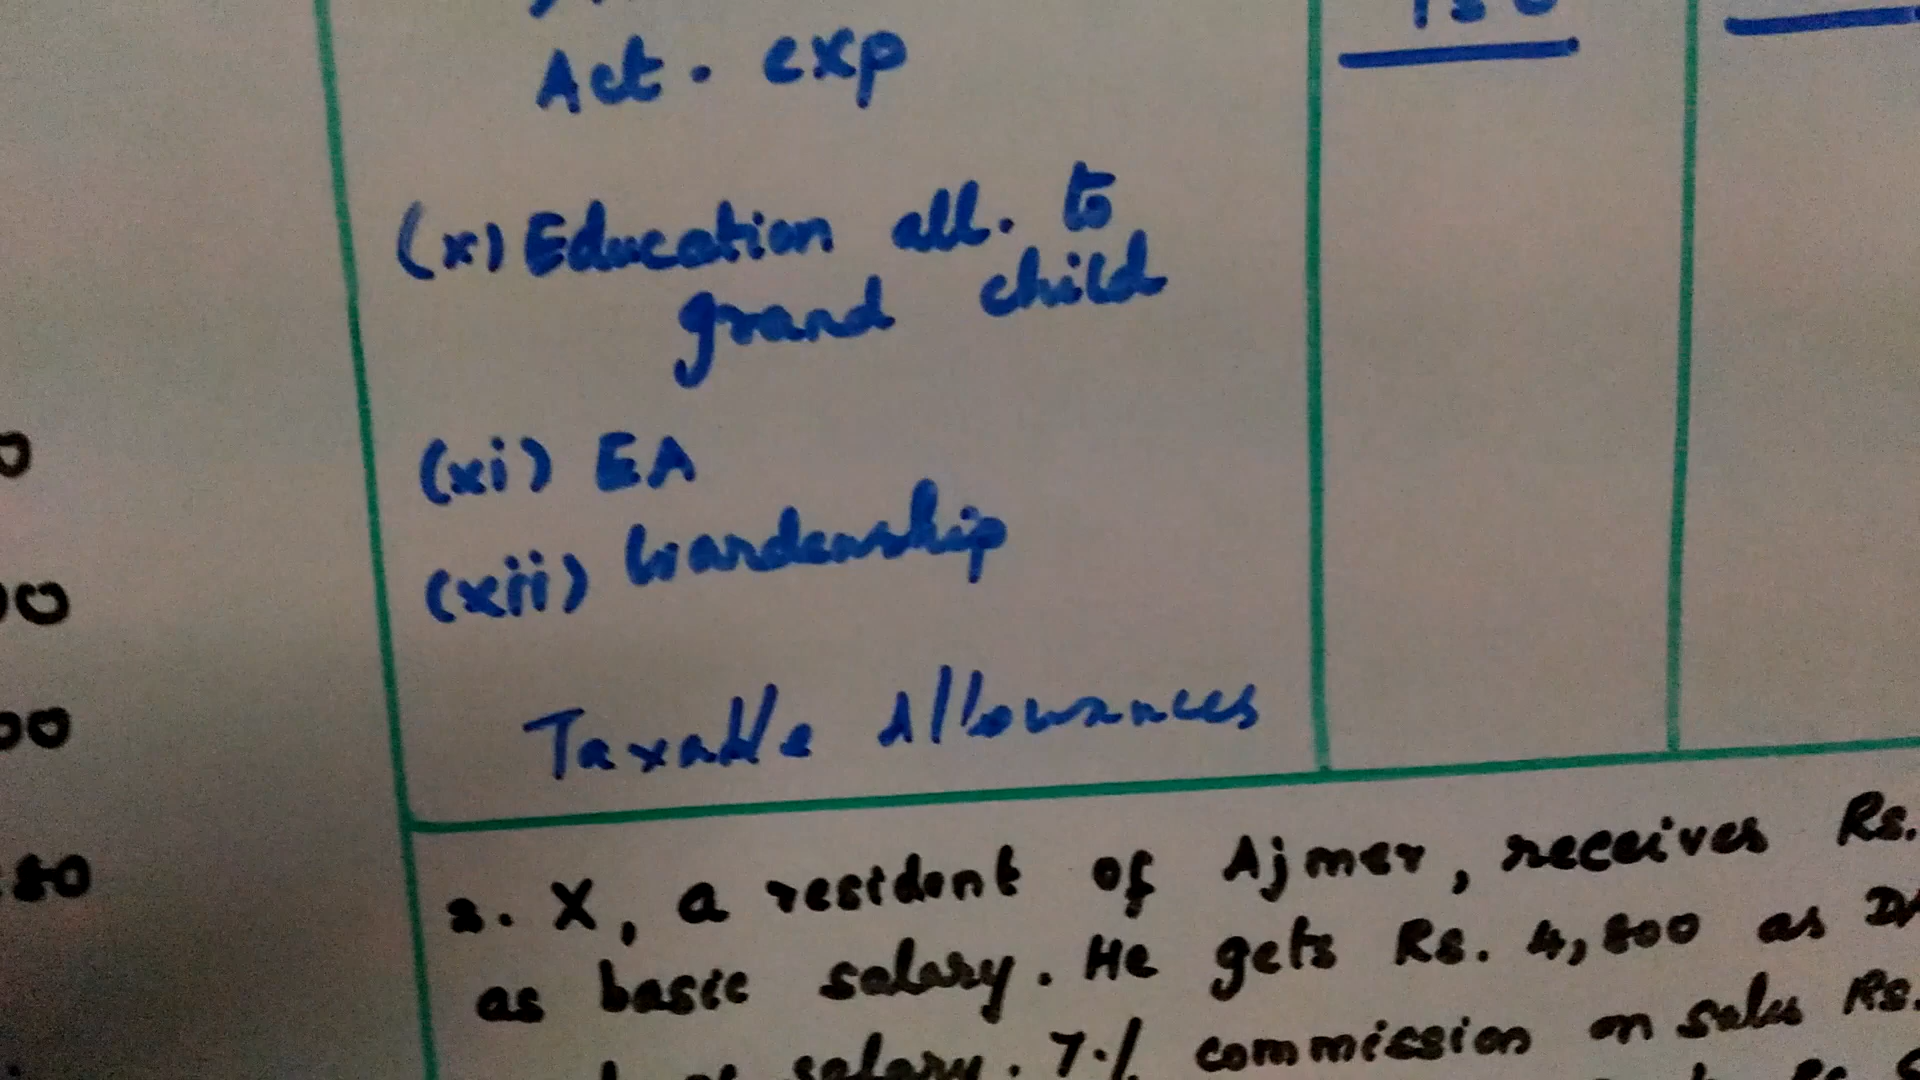 Act. exp
(x) Education all. to
grand child
(xi) EA
(xii) Wardenship
Taxable Allowances
2. X, a resident of Ajmer, receives Rs.
as basic salary. He gets Rs. 4,800 as
salary. 7% commission on sales Rs.